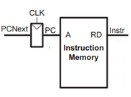 CLK
PCNext PC A RD Instr
Instruction
Memory